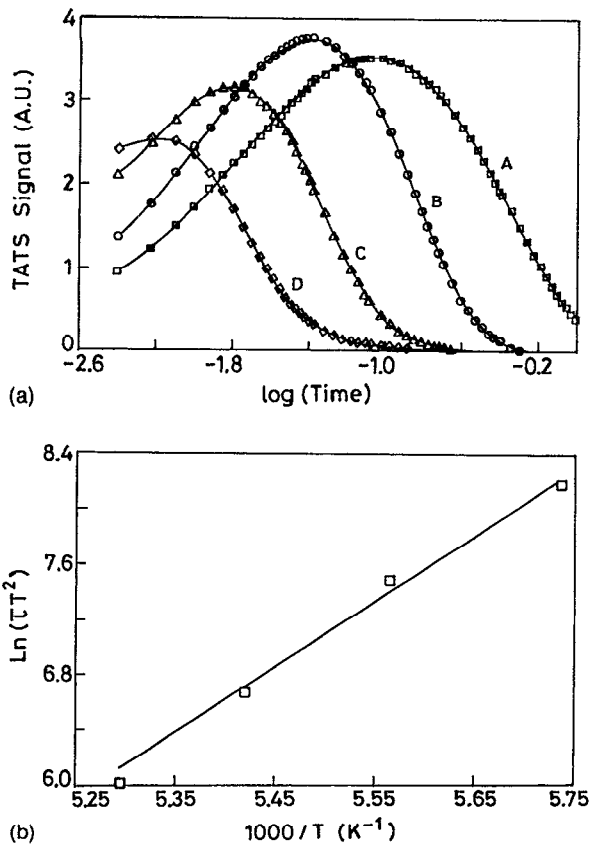 4
3
2
1
0
TATS Signal (A.U.)
A
B
C
D
-2.6
-1.8
-1.0
-0.2
log (Time)
(a)
8.4
7.6
6.8
6.0
Ln (τT²)
5.25
5.35
5.45
5.55
5.65
5.75
(b)
1000/T (K⁻¹)